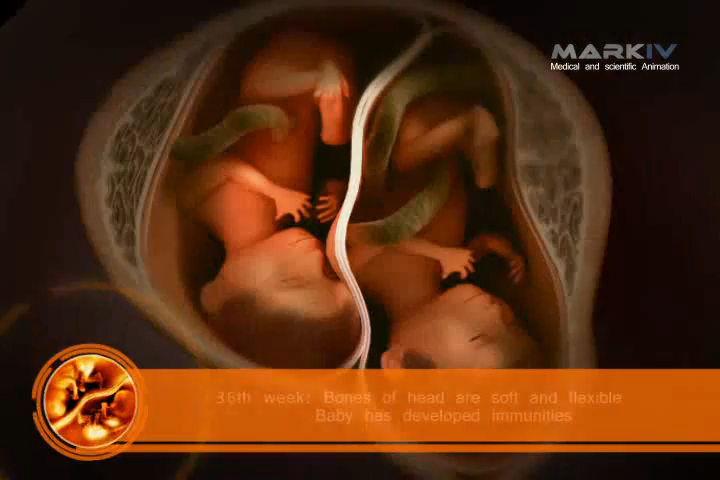 MARKIV
Medical and scientific Animation
36th week: Bones of head are soft and flexible
Baby has developed immunities